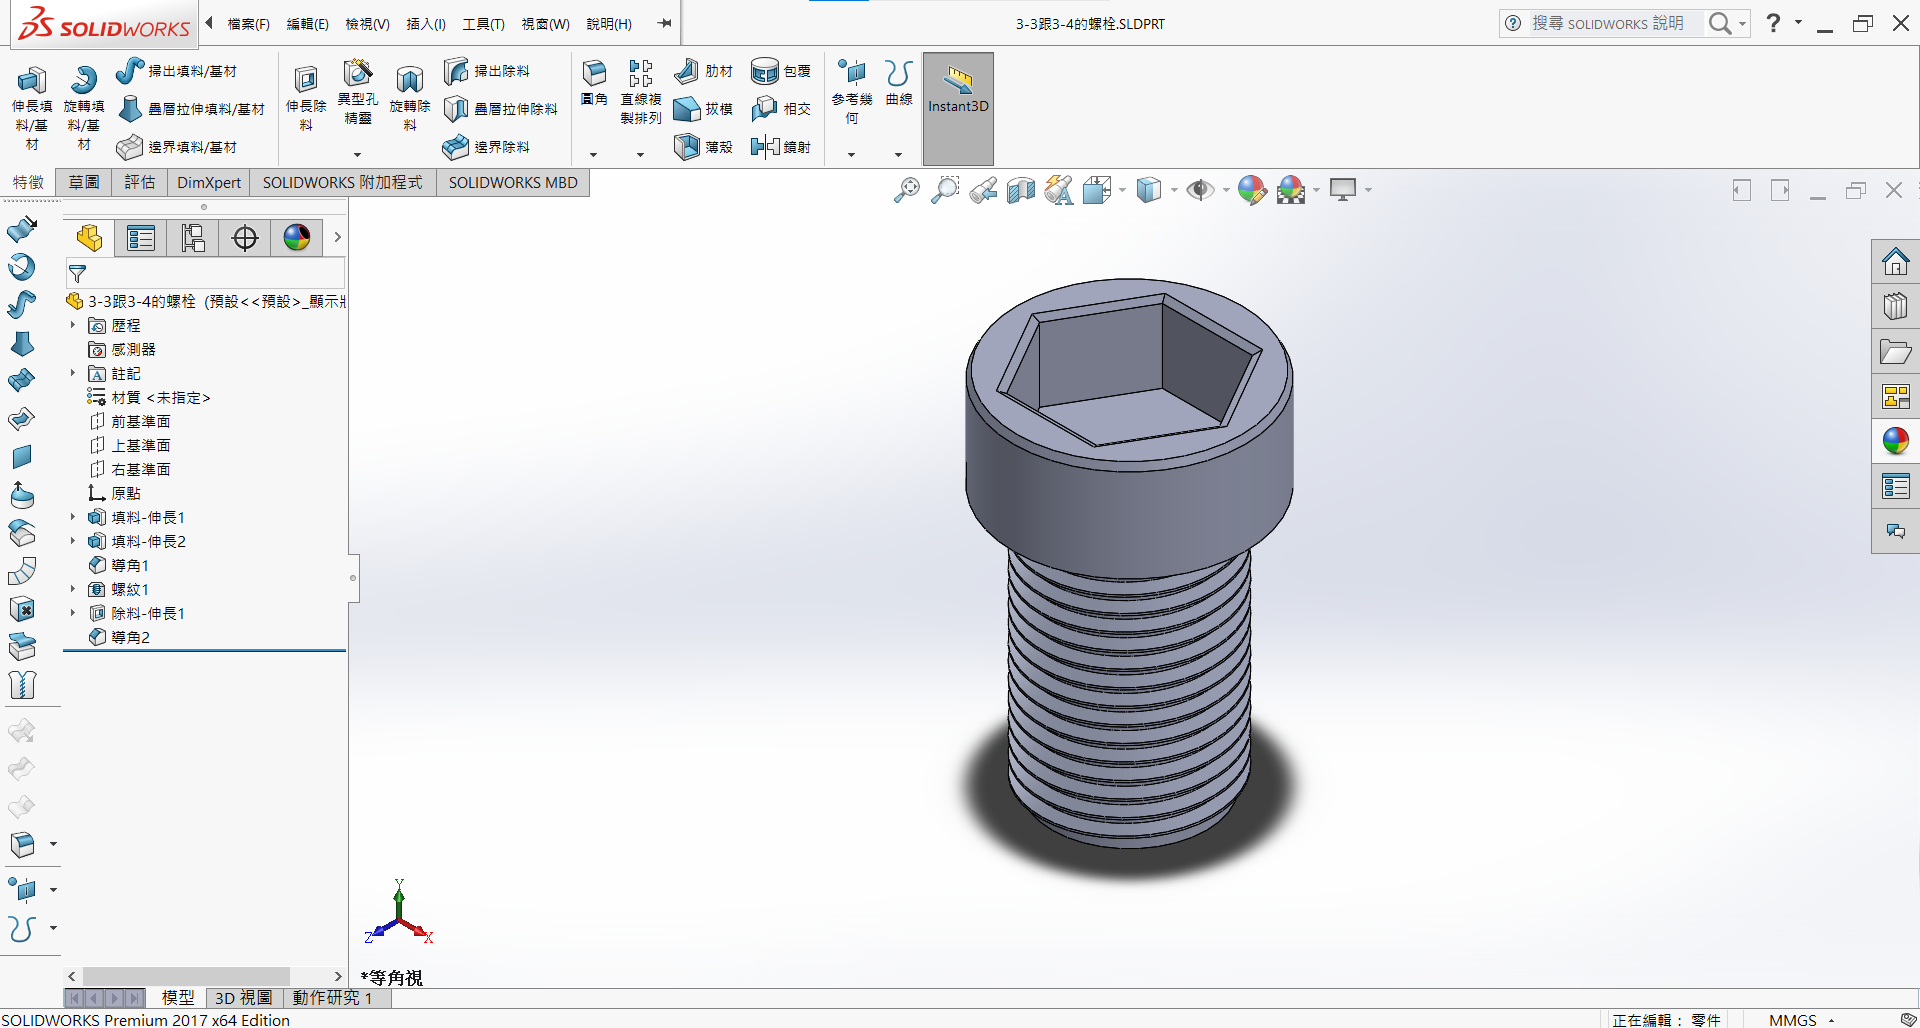 SOLIDWORKS 檔案(F) 編輯(E) 檢視(V) 插入(I) 工具(T) 視窗(W) 說明(H) 3-3跟3-4的螺栓.SLDPRT 搜尋 SOLIDWORKS 說明
伸長填料/基材
旋轉填料/基材
掃出填料/基材
疊層拉伸填料/基材
邊界填料/基材
伸長除料
異型孔精靈
旋轉除料
掃出除料
疊層拉伸除料
邊界除料
圓角
直線複製排列
肋材
拔模
薄殼
包覆
相交
鏡射
參考幾何
曲線
Instant3D
特徵 草圖 評估 DimXpert SOLIDWORKS 附加程式 SOLIDWORKS MBD
3-3跟3-4的螺栓 (預設<<預設>_顯示狀
歷程
感測器
註記
材質 <未指定>
前基準面
上基準面
右基準面
原點
填料-伸長1
填料-伸長2
導角1
螺紋1
除料-伸長1
導角2
Y
Z
X
*等角視
模型 3D 視圖 動作研究 1
SOLIDWORKS Premium 2017 x64 Edition 正在編輯： 零件 MMGS